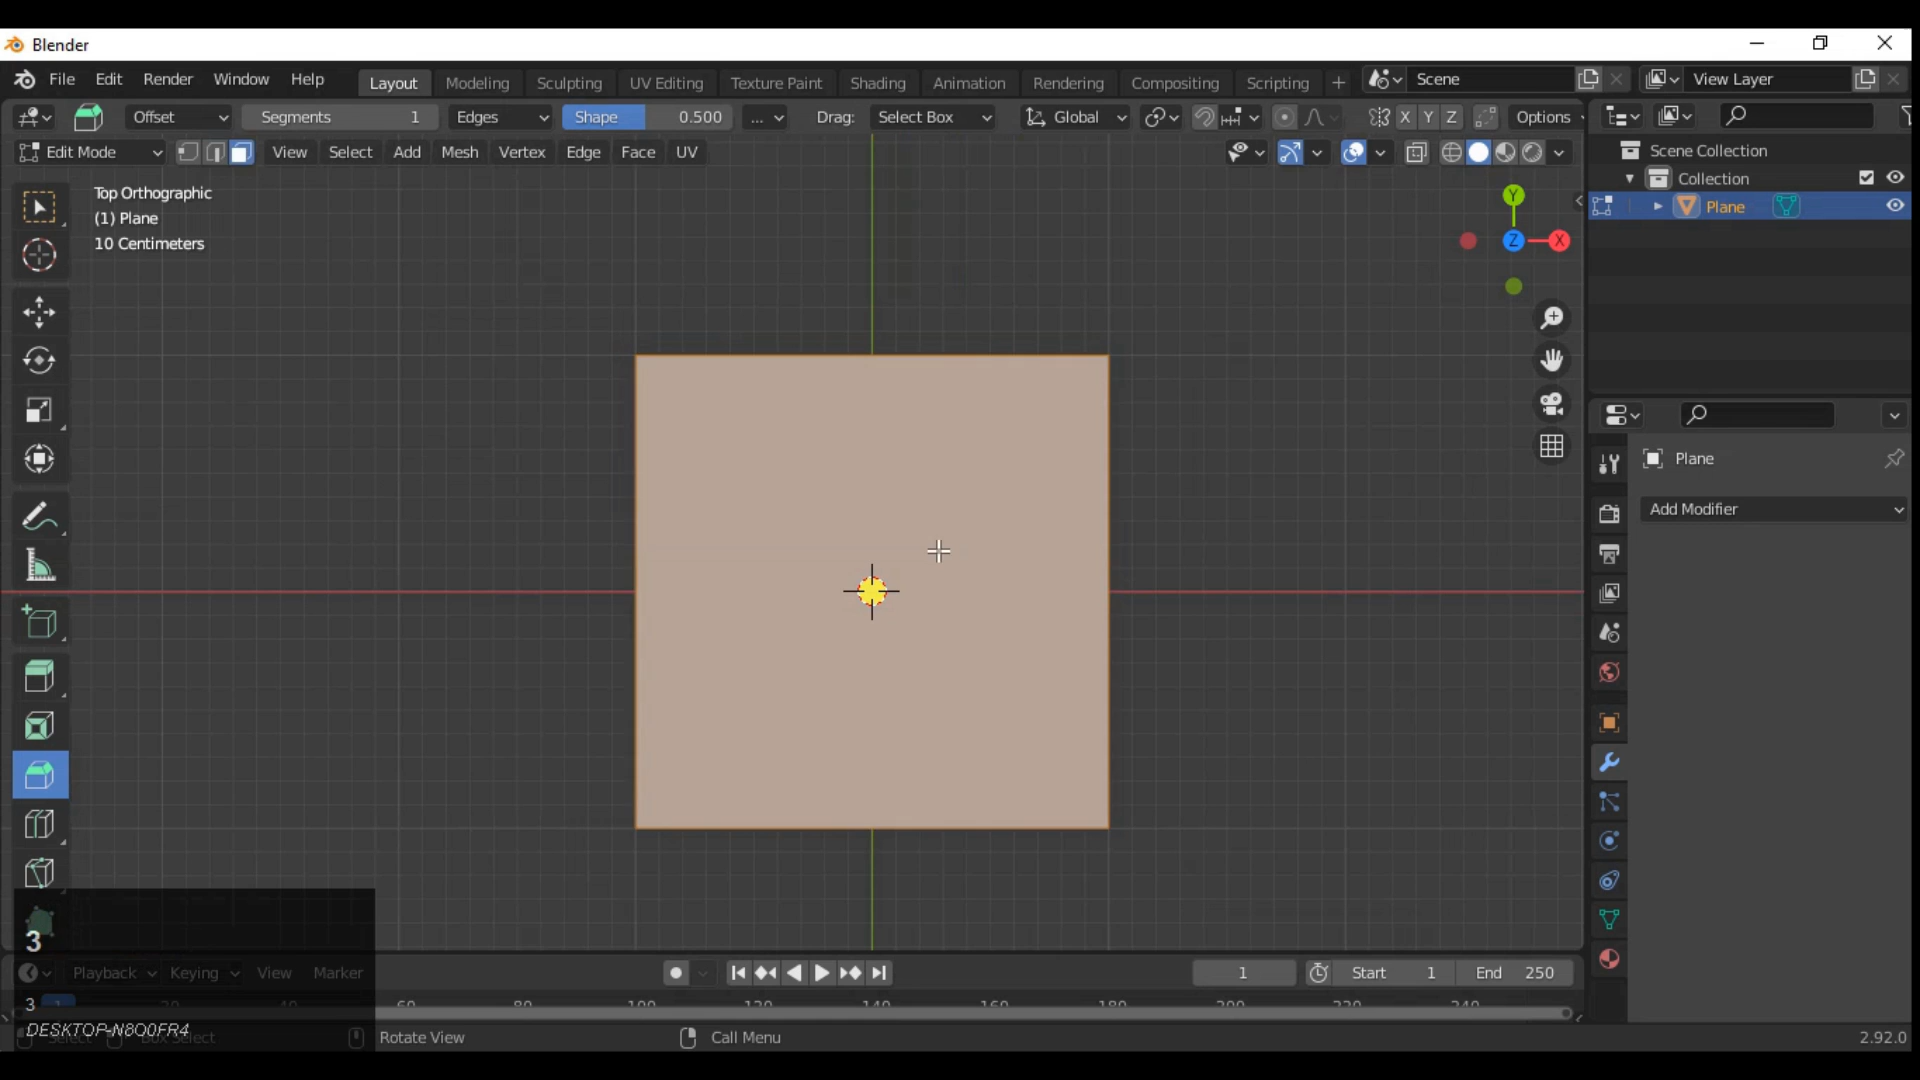 Blender
File Edit Render Window Help Layout Modeling Sculpting UV Editing Texture Paint Shading Animation Rendering Compositing Scripting + Scene View Layer
Offset Segments 1 Edges Shape 0.500 ... Drag: Select Box Global X Y Z Options
Edit Mode View Select Add Mesh Vertex Edge Face UV
Scene Collection
Collection
Plane
Top Orthographic
(1) Plane
10 Centimeters
Y
Z X
Plane
Add Modifier
3
Playback Keying View Marker 1 Start 1 End 250
3 1 60 80 100 120 140 160 180 200 220 240
DESKTOP-N8Q0FR4
Select Box Select Rotate View Call Menu 2.92.0